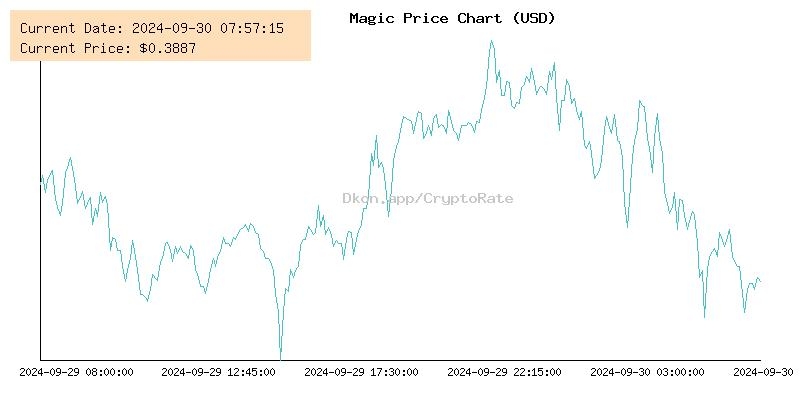 Magic Price Chart (USD)
Current Date: 2024-09-30 07:57:15
Current Price: $0.3887
Dkcn.app/CryptoRate
2024-09-29 08:00:00 2024-09-29 12:45:00 2024-09-29 17:30:00 2024-09-29 22:15:00 2024-09-30 03:00:00 2024-09-30